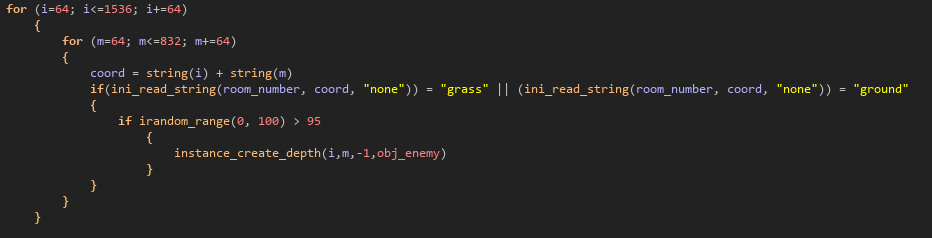 for (i=64; i<=1536; i+=64)
{
for (m=64; m<=832; m+=64)
{
coord = string(i) + string(m)
if(ini_read_string(room_number, coord, "none")) = "grass" || (ini_read_string(room_number, coord, "none")) = "ground"
{
if irandom_range(0, 100) > 95
{
instance_create_depth(i,m,-1,obj_enemy)
}
}
}
}